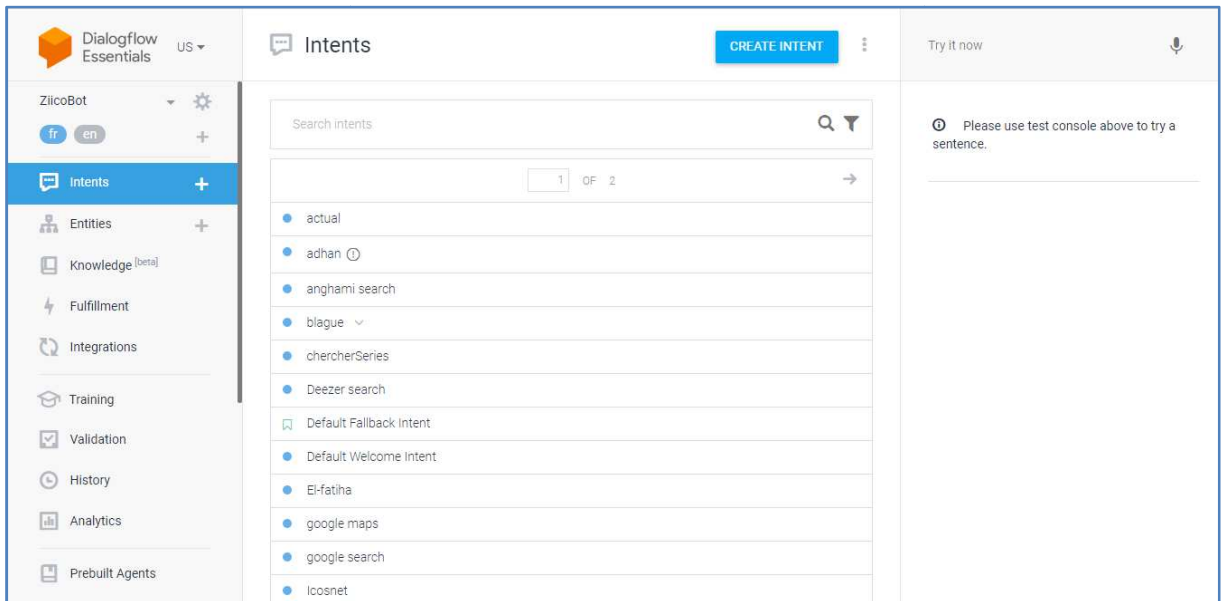 Dialogflow
Essentials
US
Intents
CREATE INTENT
Try it now
ZiicoBot
fr en
Search intents
Please use test console above to try a
sentence.
Intents
1 OF 2
Entities
Knowledge [beta]
Fulfillment
Integrations
Training
Validation
History
Analytics
Prebuilt Agents
actual
adhan
anghami search
blague
chercherSeries
Deezer search
Default Fallback Intent
Default Welcome Intent
El-fatiha
google maps
google search
Icosnet